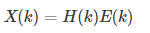 X(k) = H(k)E(k)